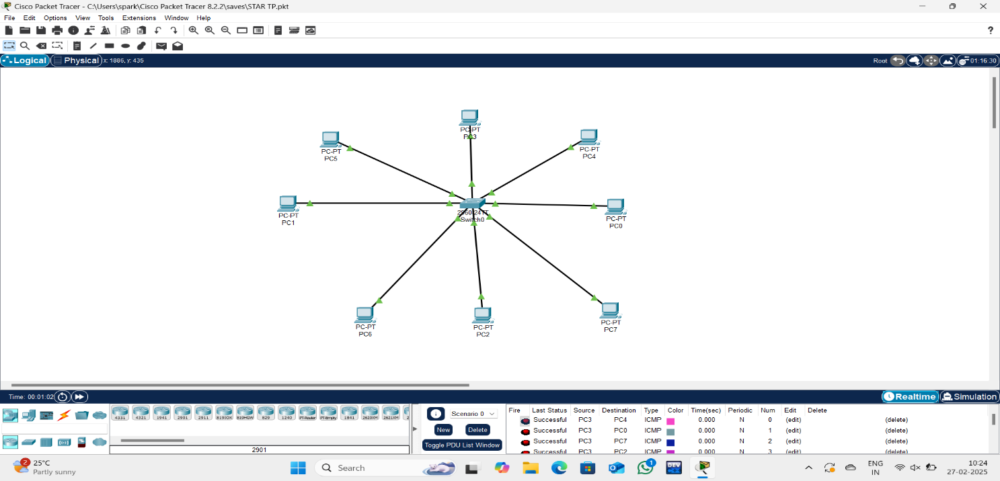 Cisco Packet Tracer - C:\Users\spark\Cisco Packet Tracer 8.2.2\saves\STAR TP.pkt
File Edit Options View Tools Extensions Window Help
?
Logical Physical x: 1886, y: 435 Root 01:16:30
PC-PT
PC3
PC-PT
PC5
PC-PT
PC4
PC-PT
PC1
2960-24TT
Switch0
PC-PT
PC0
PC-PT
PC6
PC-PT
PC2
PC-PT
PC7
Time: 00:01:02 Realtime Simulation
4331 4321 1941 2901 2911 819IOX 819HGW 829 1240 PT-Router PT-Empty 1841 2620XM 2621XM
2901
Scenario 0
New Delete
Toggle PDU List Window
Fire Last Status Source Destination Type Color Time(sec) Periodic Num Edit Delete
Successful PC3 PC4 ICMP 0.000 N 0 (edit) (delete)
Successful PC3 PC0 ICMP 0.000 N 1 (edit) (delete)
Successful PC3 PC7 ICMP 0.000 N 2 (edit) (delete)
Successful PC3 PC2 ICMP 0.000 N 3 (edit) (delete)
2 25°C
Partly sunny
Search
1
DEV
ENG
IN
10:24
27-02-2025